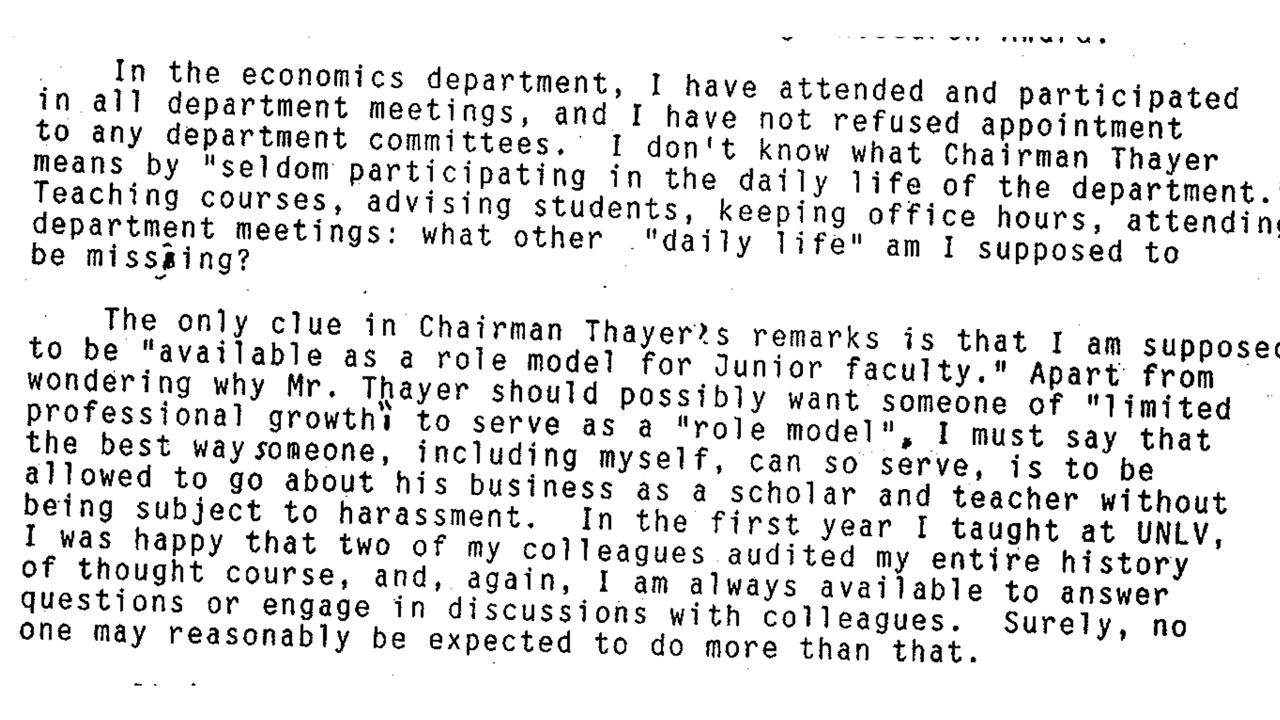 In the economics department, I have attended and participated
in all department meetings, and I have not refused appointment
to any department committees. I don't know what Chairman Thayer
means by "seldom participating in the daily life of the department."
Teaching courses, advising students, keeping office hours, attending
department meetings: what other "daily life" am I supposed to
be missing?
The only clue in Chairman Thayer's remarks is that I am supposed
to be "available as a role model for Junior faculty." Apart from
wondering why Mr. Thayer should possibly want someone of "limited
professional growth" to serve as a "role model", I must say that
the best way someone, including myself, can so serve, is to be
allowed to go about his business as a scholar and teacher without
being subject to harassment. In the first year I taught at UNLV,
I was happy that two of my colleagues audited my entire history
of thought course, and, again, I am always available to answer
questions or engage in discussions with colleagues. Surely, no
one may reasonably be expected to do more than that.